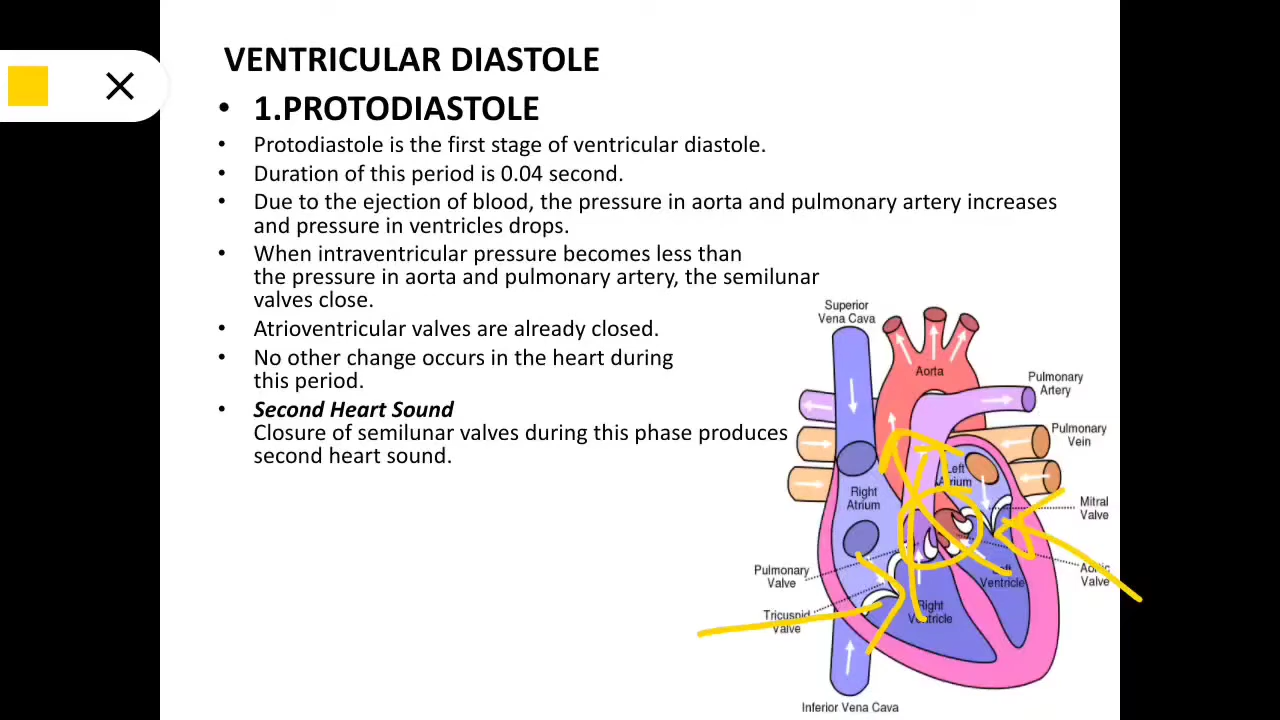 VENTRICULAR DIASTOLE
• 1.PROTODIASTOLE
• Protodiastole is the first stage of ventricular diastole.
• Duration of this period is 0.04 second.
• Due to the ejection of blood, the pressure in aorta and pulmonary artery increases
and pressure in ventricles drops.
• When intraventricular pressure becomes less than
the pressure in aorta and pulmonary artery, the semilunar
valves close.
• Atrioventricular valves are already closed.
• No other change occurs in the heart during
this period.
• Second Heart Sound
Closure of semilunar valves during this phase produces
second heart sound.
Superior
Vena Cava
Aorta
Pulmonary
Artery
Pulmonary
Vein
Left
Atrium
Right
Atrium
Mitral
Valve
Pulmonary
Valve
Aortic
Valve
Left
Ventricle
Tricuspid
Valve
Right
Ventricle
Inferior Vena Cava